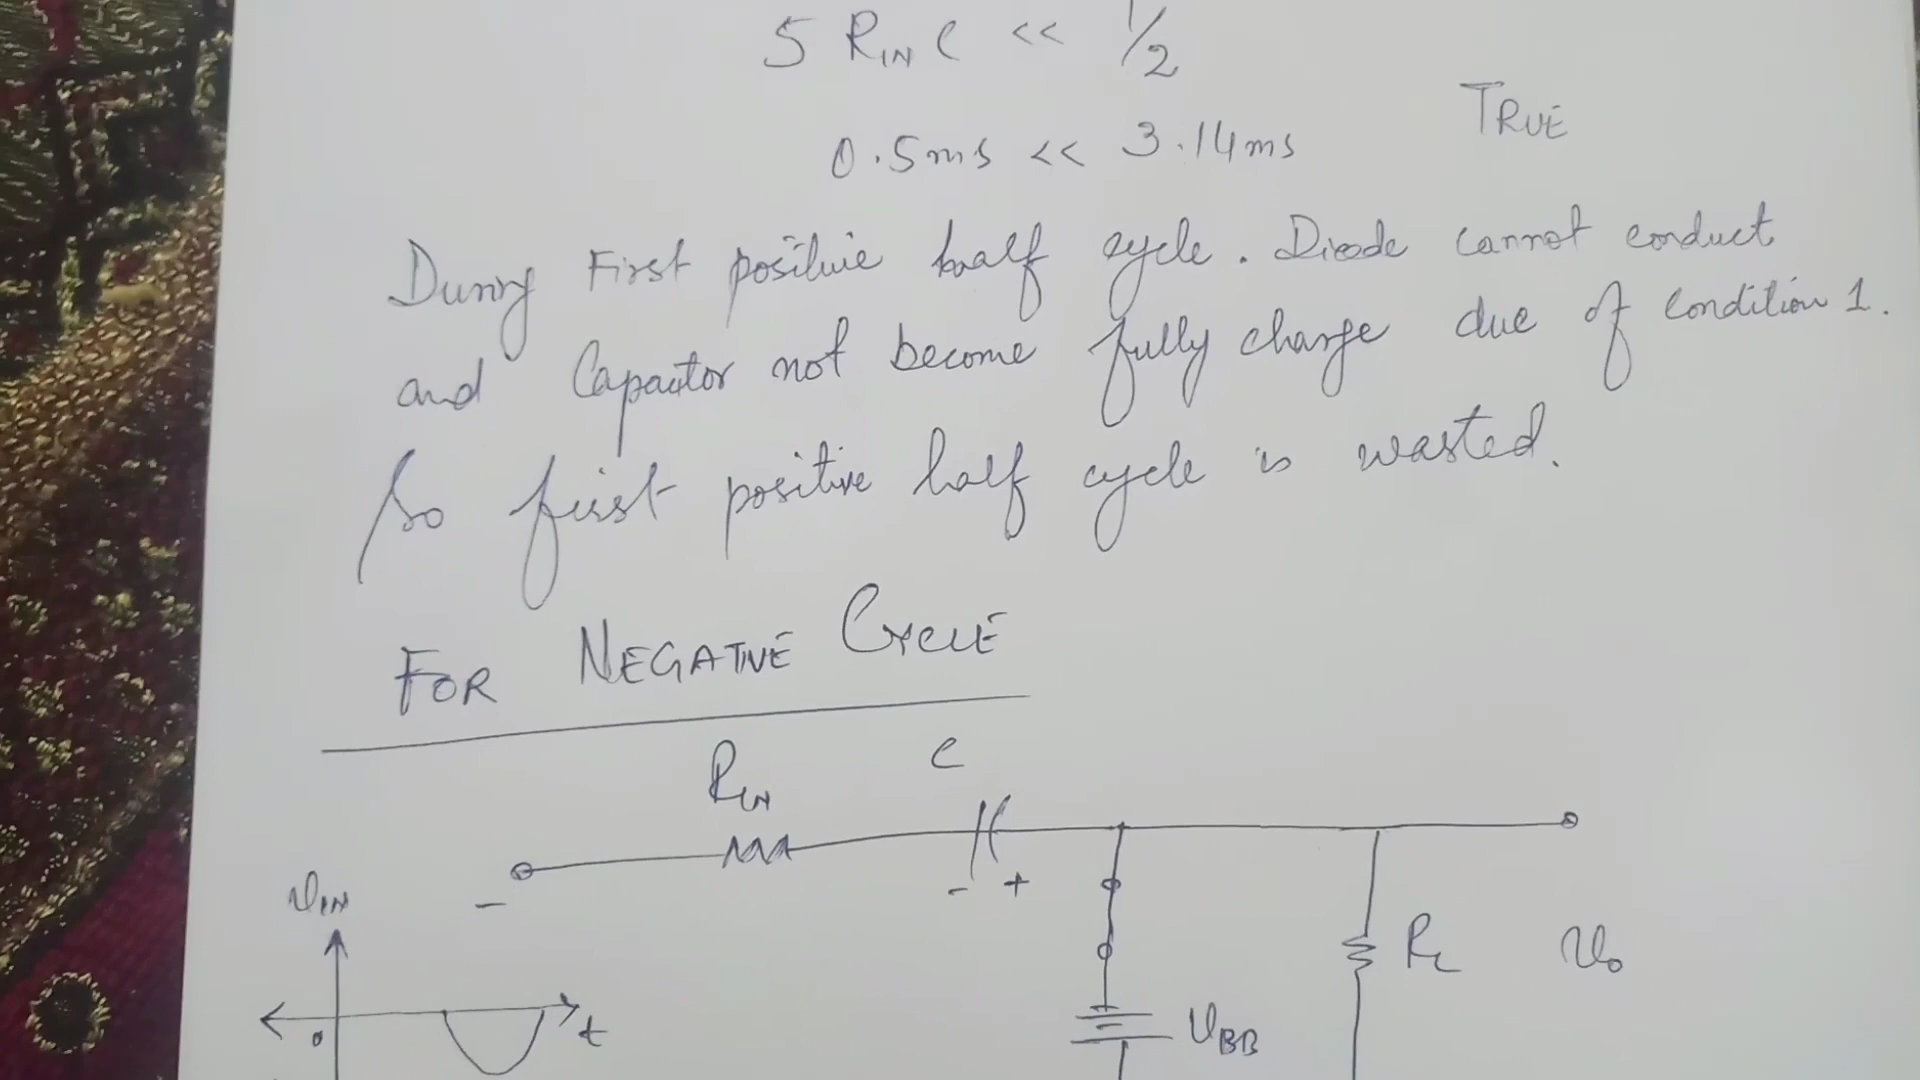 5 RIN C << 1/2
0.5ms << 3.14ms TRUE
During First positive half cycle. Diode cannot conduct
and Capacitor not become fully charge due of condition 1.
So first positive half cycle is wasted.
FOR NEGATIVE CYCLE
RIN C
- - +
VIN
RL Vo
o t
VBB